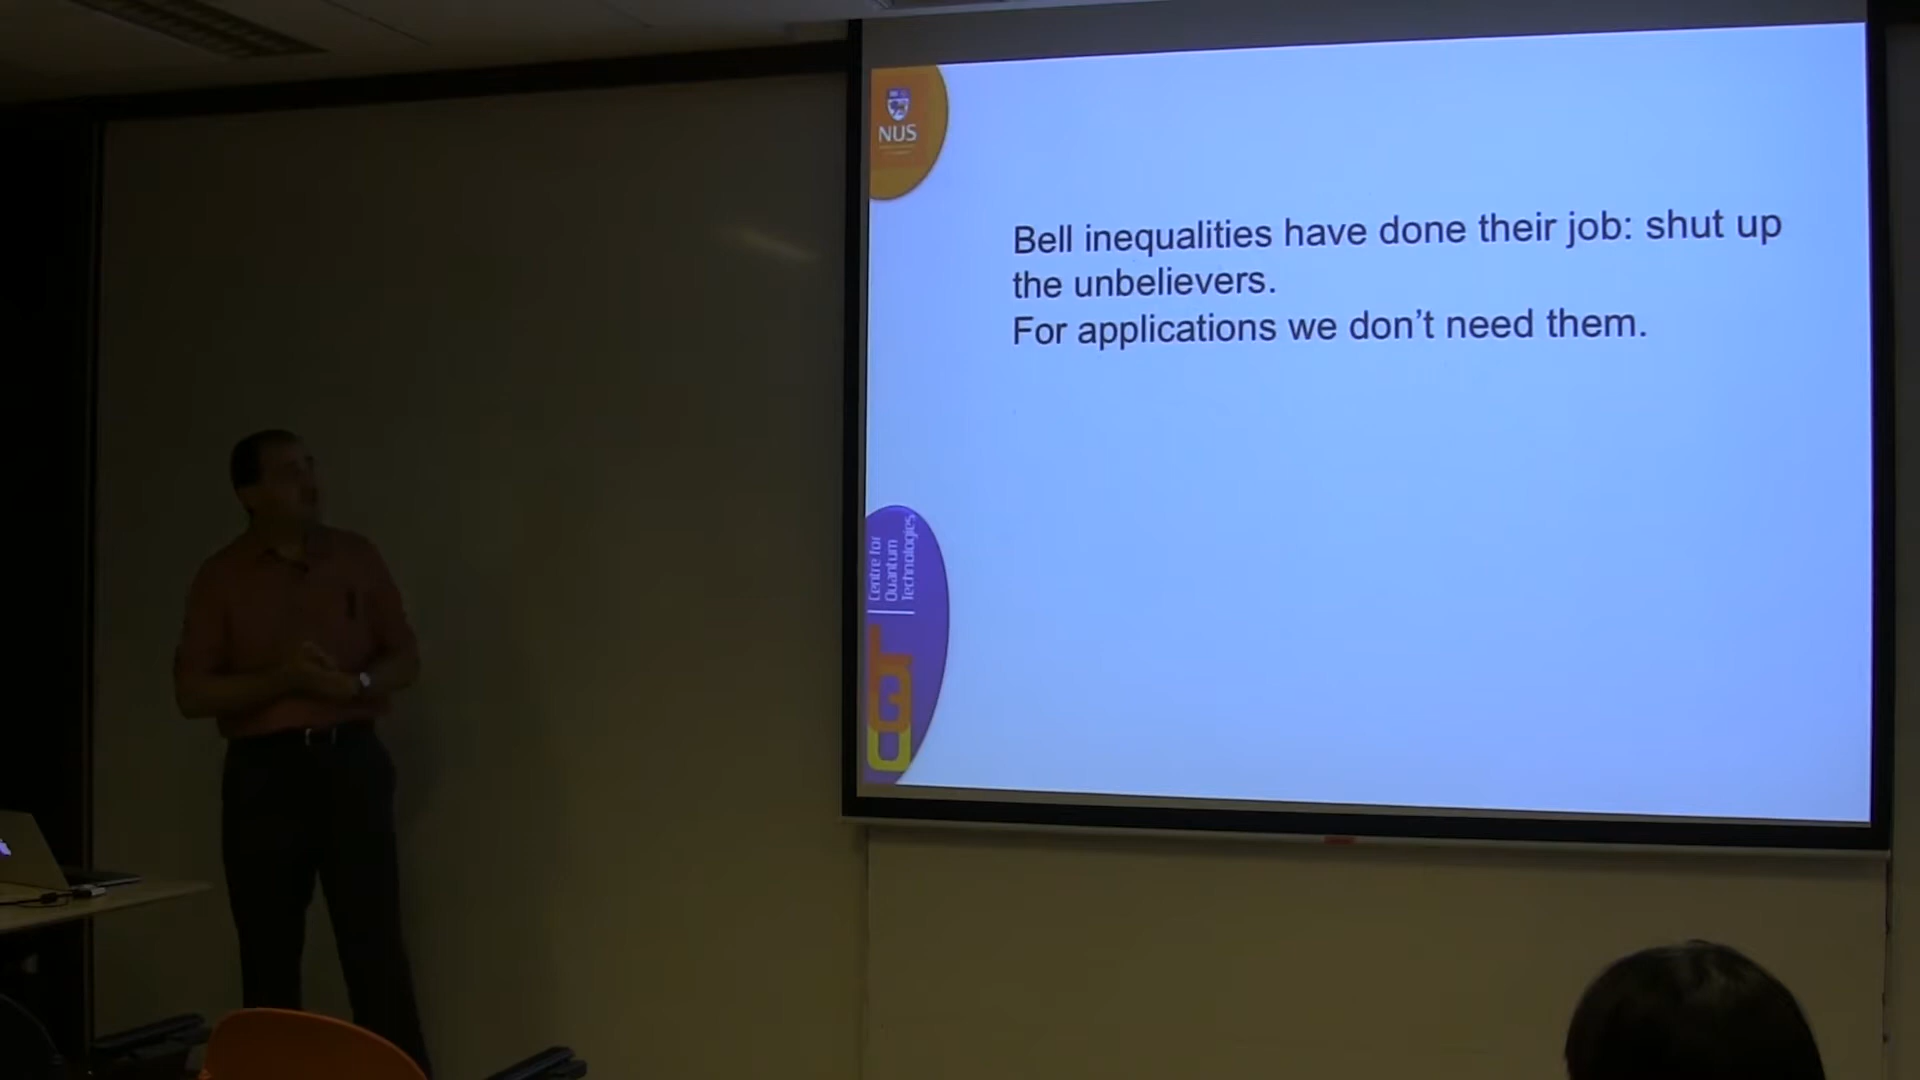 NUS
Bell inequalities have done their job: shut up
the unbelievers.
For applications we don't need them.
Centre for
Quantum
Technologies